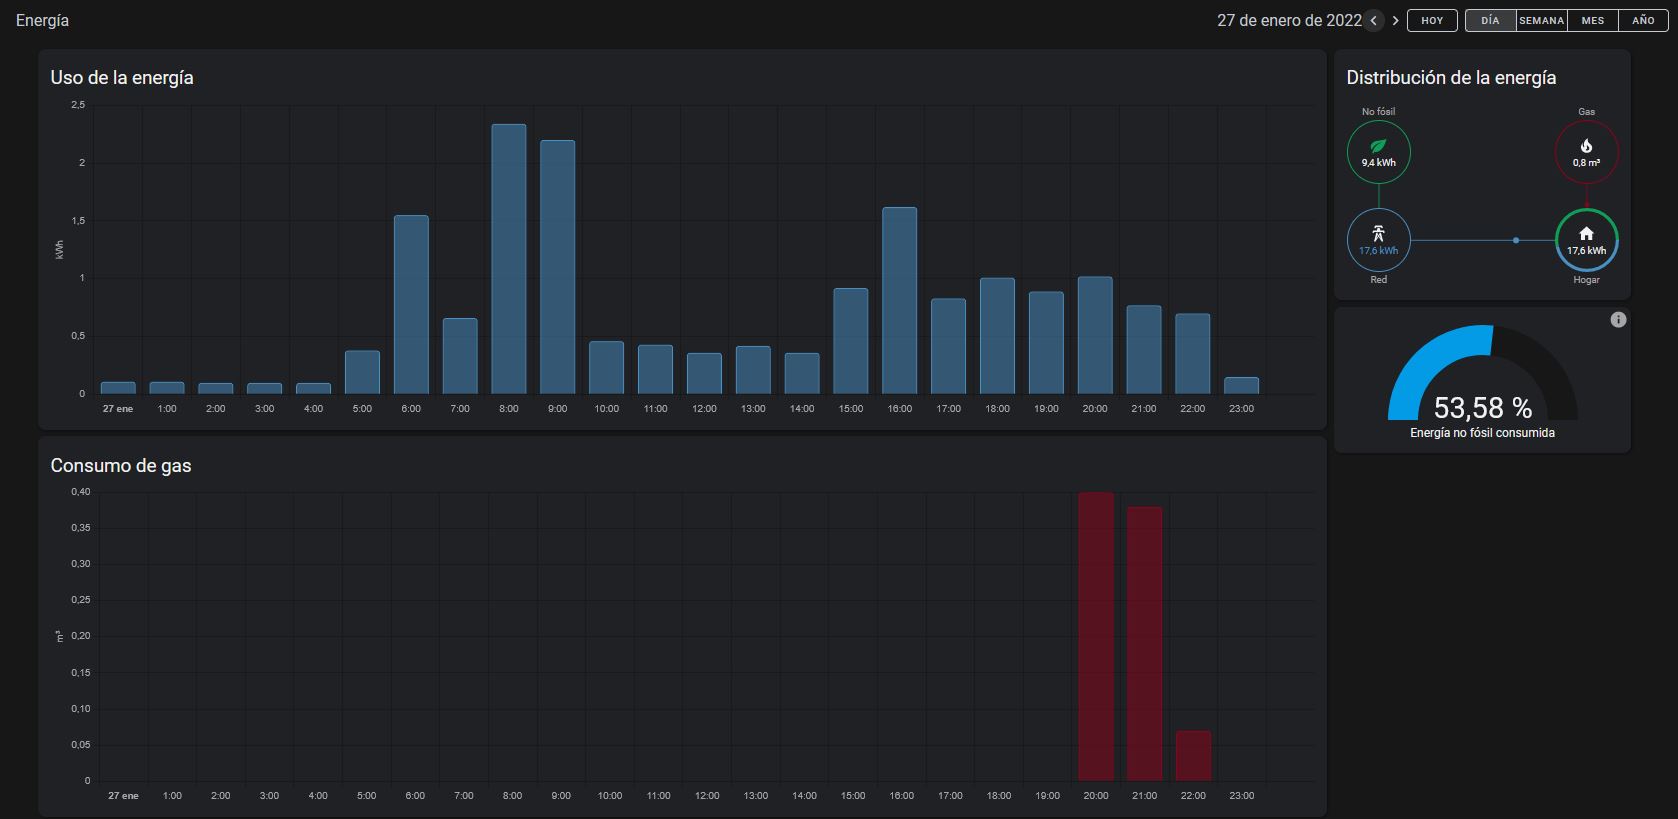 Energía
27 de enero de 2022
HOY
DÍA SEMANA MES AÑO
Uso de la energía
2,5
2
1,5
1
0,5
0
kWh
27 ene 1:00 2:00 3:00 4:00 5:00 6:00 7:00 8:00 9:00 10:00 11:00 12:00 13:00 14:00 15:00 16:00 17:00 18:00 19:00 20:00 21:00 22:00 23:00
Consumo de gas
0,40
0,35
0,30
0,25
0,20
0,15
0,10
0,05
0
m³
27 ene 1:00 2:00 3:00 4:00 5:00 6:00 7:00 8:00 9:00 10:00 11:00 12:00 13:00 14:00 15:00 16:00 17:00 18:00 19:00 20:00 21:00 22:00 23:00
Distribución de la energía
No fósil Gas
9,4 kWh 0,8 m³
17,6 kWh 17,6 kWh
Red Hogar
53,58 %
Energía no fósil consumida